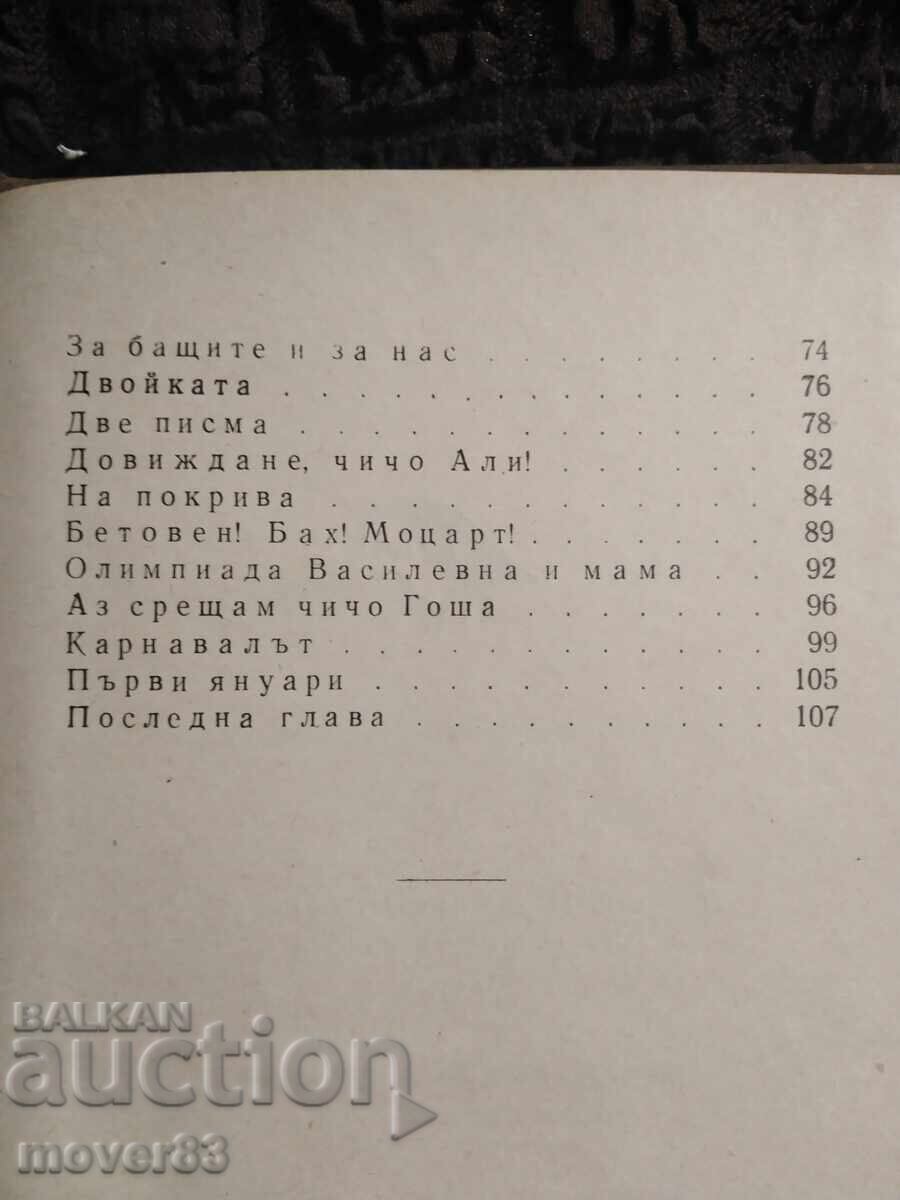 За бащите и за нас . . . . . . . . 74
Двойката . . . . . . . . . . . . . 76
Две писма . . . . . . . . . . . . . 78
Довиждане, чичо Али! . . . . . . 82
На покрива . . . . . . . . . . . . 84
Бетовен! Бах! Моцарт! . . . . . . . 89
Олимпиада Василевна и мама . . 92
Аз срещам чичо Гоша . . . . . . . 96
Карнавалът . . . . . . . . . . . . 99
Първи януари . . . . . . . . . . . 105
Последна глава . . . . . . . . . . 107
BALKAN
auction
mover83